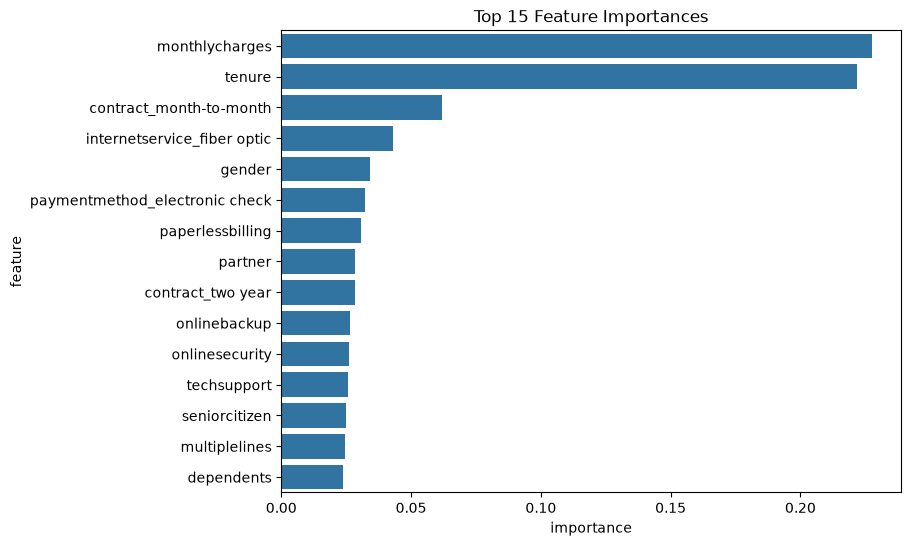 Top 15 Feature Importances
monthlycharges
tenure
contract_month-to-month
internetservice_fiber optic
gender
paymentmethod_electronic check
paperlessbilling
partner
contract_two year
onlinebackup
onlinesecurity
techsupport
seniorcitizen
multiplelines
dependents
feature
0.00 0.05 0.10 0.15 0.20
importance